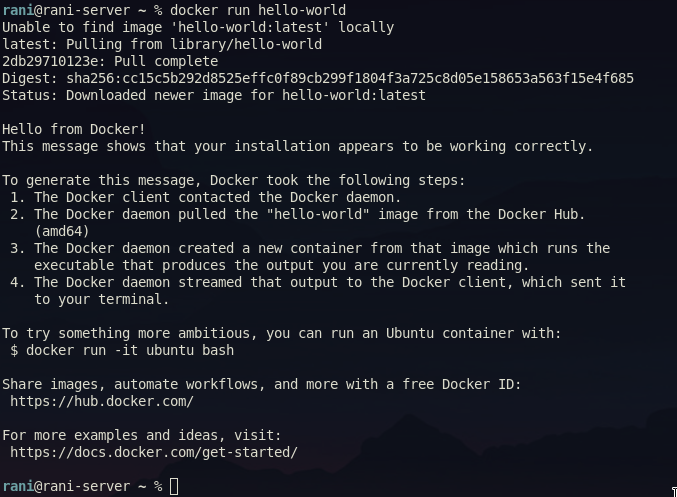 rani@rani-server ~ % docker run hello-world
Unable to find image 'hello-world:latest' locally
latest: Pulling from library/hello-world
2db29710123e: Pull complete
Digest: sha256:cc15c5b292d8525effc0f89cb299f1804f3a725c8d05e158653a563f15e4f685
Status: Downloaded newer image for hello-world:latest

Hello from Docker!
This message shows that your installation appears to be working correctly.

To generate this message, Docker took the following steps:
 1. The Docker client contacted the Docker daemon.
 2. The Docker daemon pulled the "hello-world" image from the Docker Hub.
    (amd64)
 3. The Docker daemon created a new container from that image which runs the
    executable that produces the output you are currently reading.
 4. The Docker daemon streamed that output to the Docker client, which sent it
    to your terminal.

To try something more ambitious, you can run an Ubuntu container with:
 $ docker run -it ubuntu bash

Share images, automate workflows, and more with a free Docker ID:
 https://hub.docker.com/

For more examples and ideas, visit:
 https://docs.docker.com/get-started/

rani@rani-server ~ %